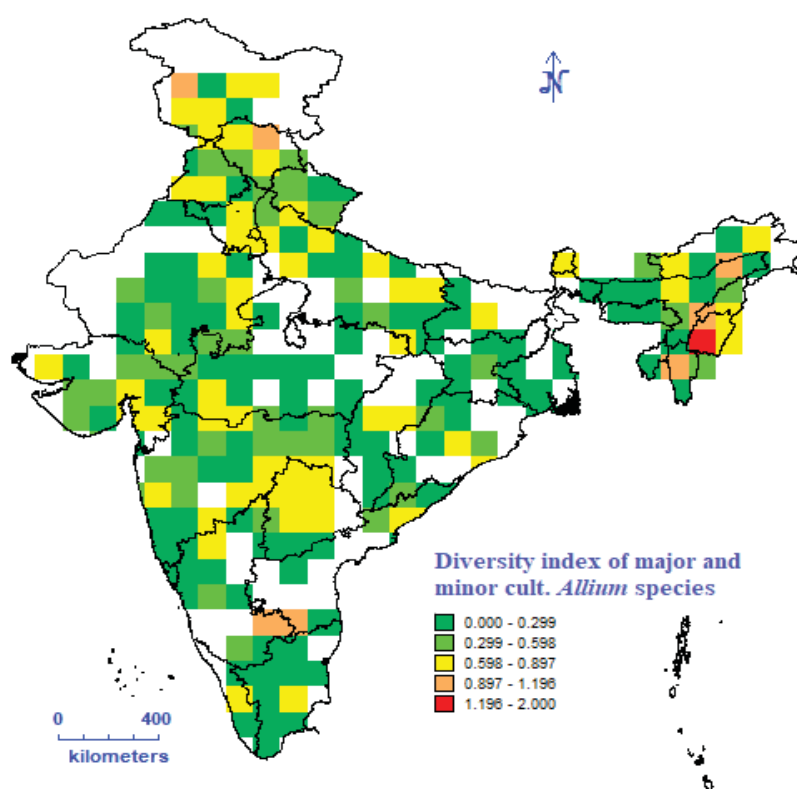 N
Diversity index of major and
minor cult. Allium species
0.000 - 0.299
0.299 - 0.598
0.598 - 0.897
0.897 - 1.196
1.196 - 2.000
0 400
kilometers